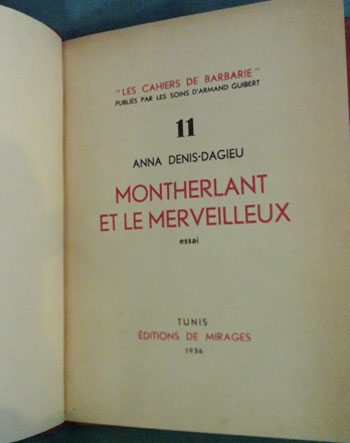 "LES CAHIERS DE BARBARIE"
PUBLIÉS PAR LES SOINS D'ARMAND GUIBERT
11
ANNA DENIS-DAGIEU
MONTHERLANT
ET LE MERVEILLEUX
essai
TUNIS
ÉDITIONS DE MIRAGES
1936